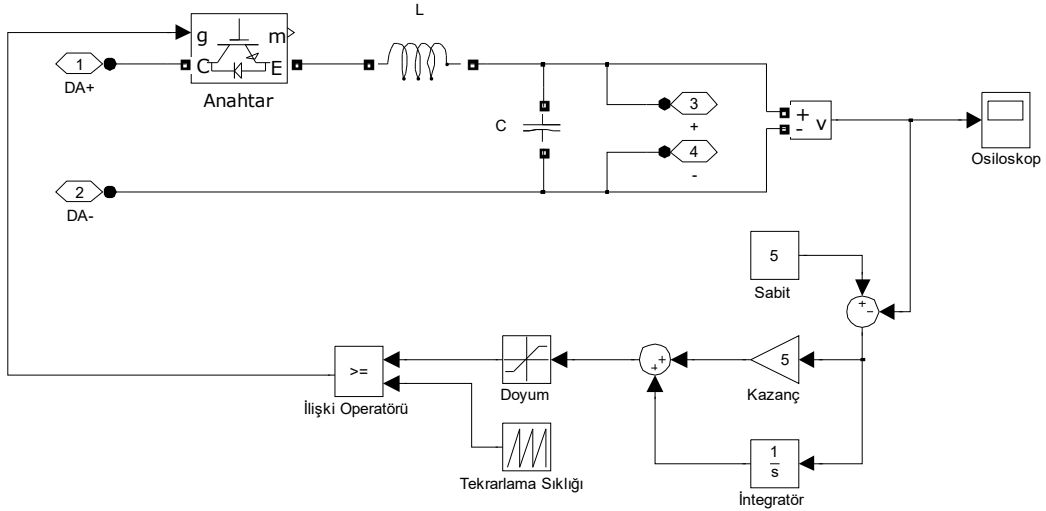 L
g
m
C
E
1
DA+
Anahtar
C
3
+
4
-
+
-
v
Osiloskop
2
DA-
5
Sabit
+
-
5
Kazanç
+
+
Doyum
>=
İlişki Operatörü
Tekrarlama Sıklığı
1
s
İntegratör